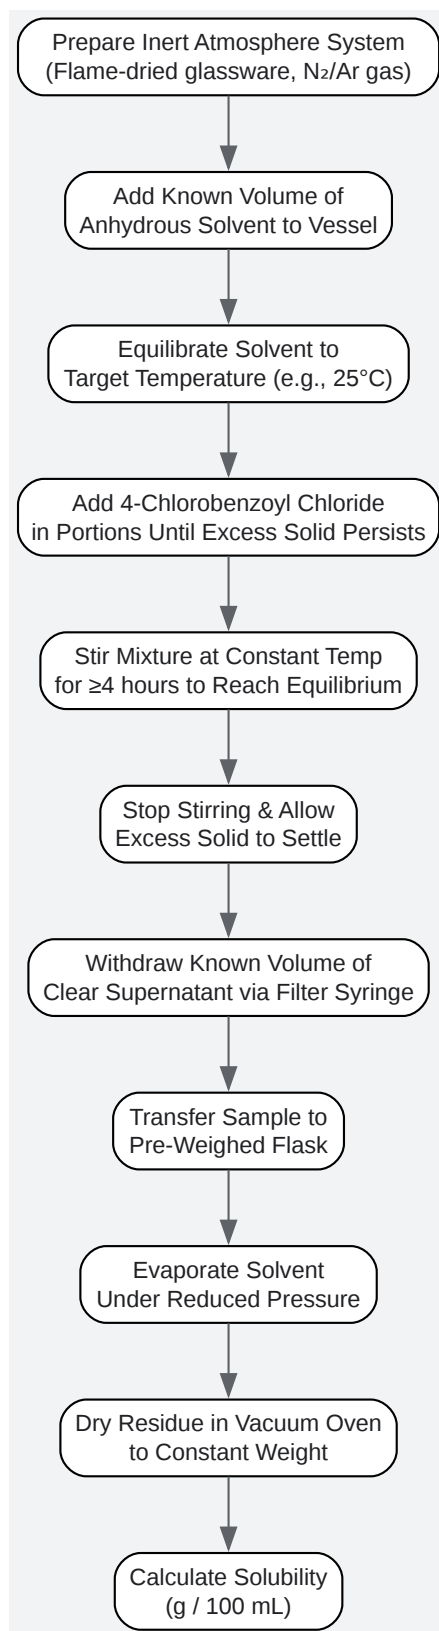 Prepare Inert Atmosphere System
(Flame-dried glassware, N₂/Ar gas)
Add Known Volume of
Anhydrous Solvent to Vessel
Equilibrate Solvent to
Target Temperature (e.g., 25°C)
Add 4-Chlorobenzoyl Chloride
in Portions Until Excess Solid Persists
Stir Mixture at Constant Temp
for ≥4 hours to Reach Equilibrium
Stop Stirring & Allow
Excess Solid to Settle
Withdraw Known Volume of
Clear Supernatant via Filter Syringe
Transfer Sample to
Pre-Weighed Flask
Evaporate Solvent
Under Reduced Pressure
Dry Residue in Vacuum Oven
to Constant Weight
Calculate Solubility
(g / 100 mL)